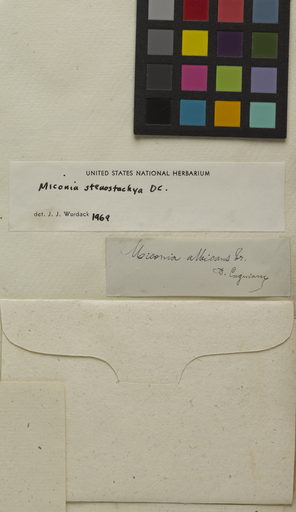 UNITED STATES NATIONAL HERBARIUM
Miconia stenostachya DC.
det. J. J. Wurdack 1969
Miconia albicans Tr.